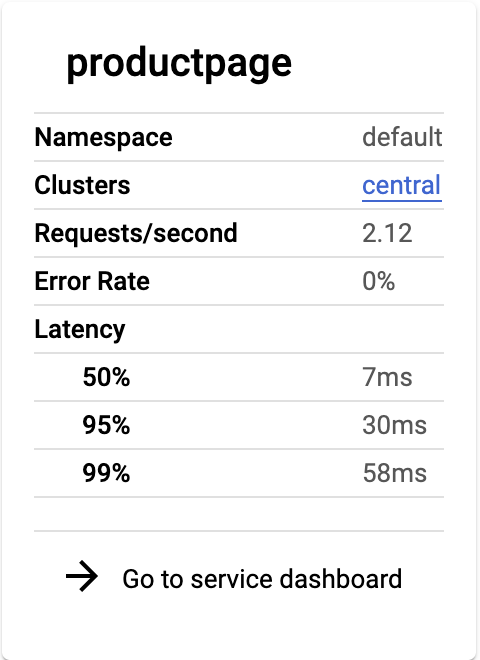 productpage
Namespace default
Clusters central
Requests/second 2.12
Error Rate 0%
Latency
50% 7ms
95% 30ms
99% 58ms
Go to service dashboard